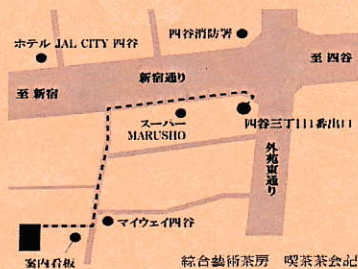 ホテル JAL CITY 四谷
四谷消防署
至 四谷
新宿通り
至 新宿
スーパー
MARUSHO
四谷三丁目1番出口
外苑東通り
マイウェイ四谷
案内看板
綜合藝術茶房 喫茶茶会記